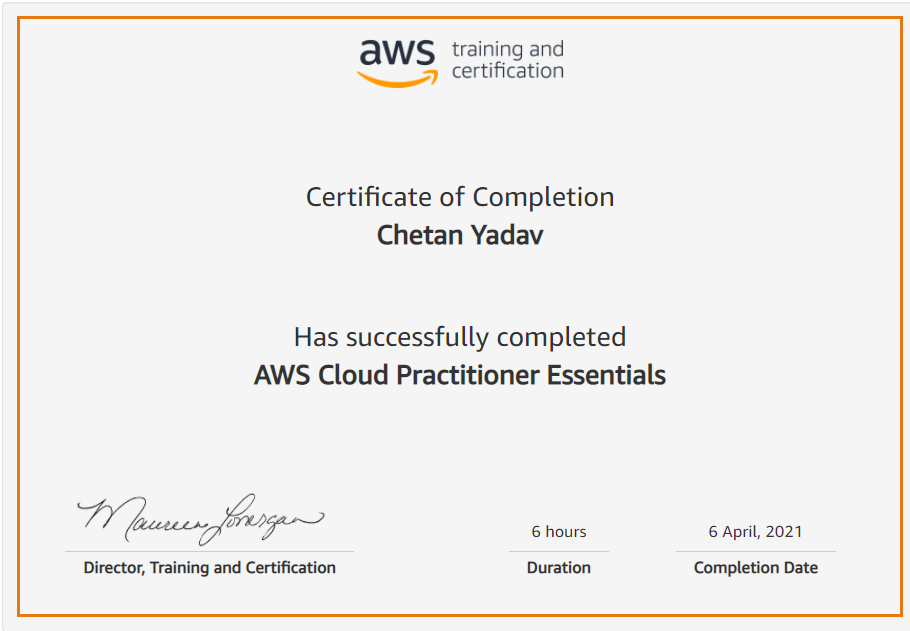 aws training and
certification
Certificate of Completion
Chetan Yadav
Has successfully completed
AWS Cloud Practitioner Essentials
Maureen Lonergan
6 hours
6 April, 2021
Director, Training and Certification
Duration
Completion Date